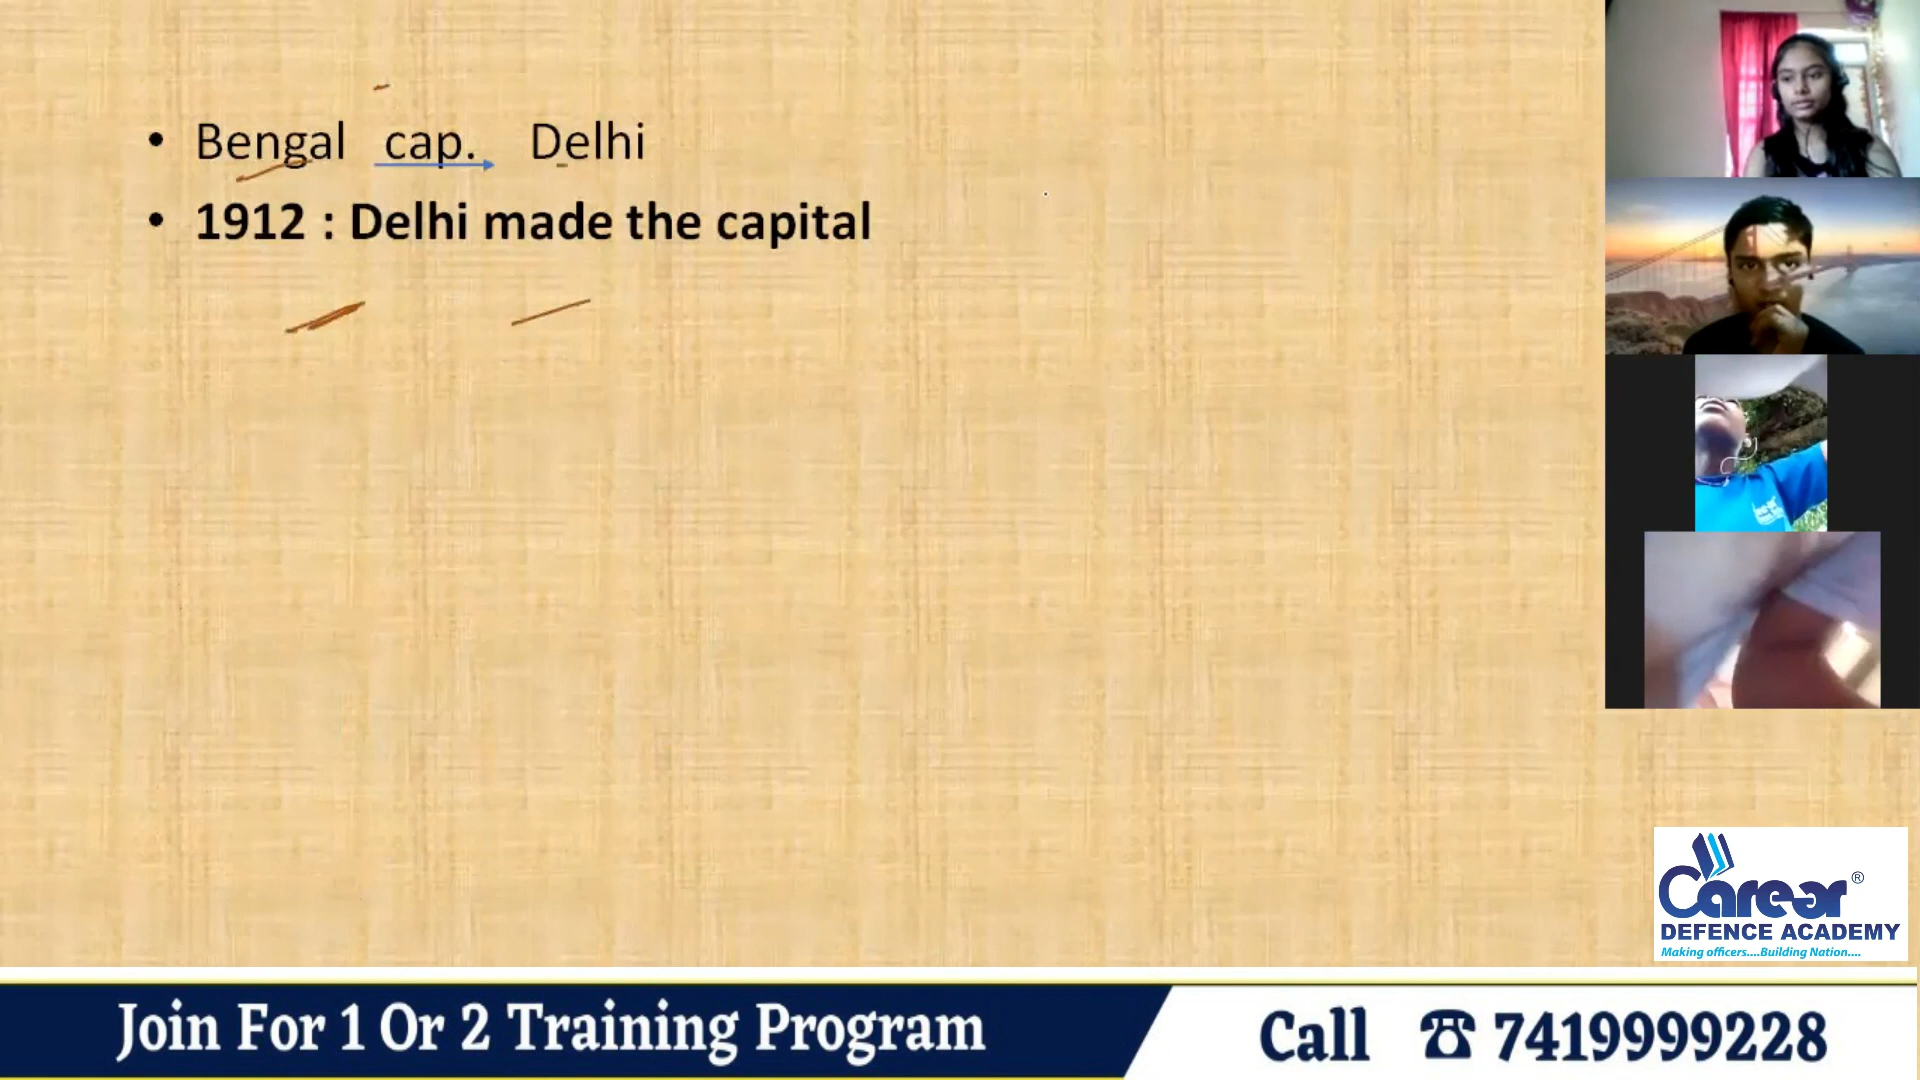 • Bengal cap. Delhi
• 1912 : Delhi made the capital
Carear®
DEFENCE ACADEMY
Making officers....Building Nation....
Join For 1 Or 2 Training Program
Call ☎ 7419999228